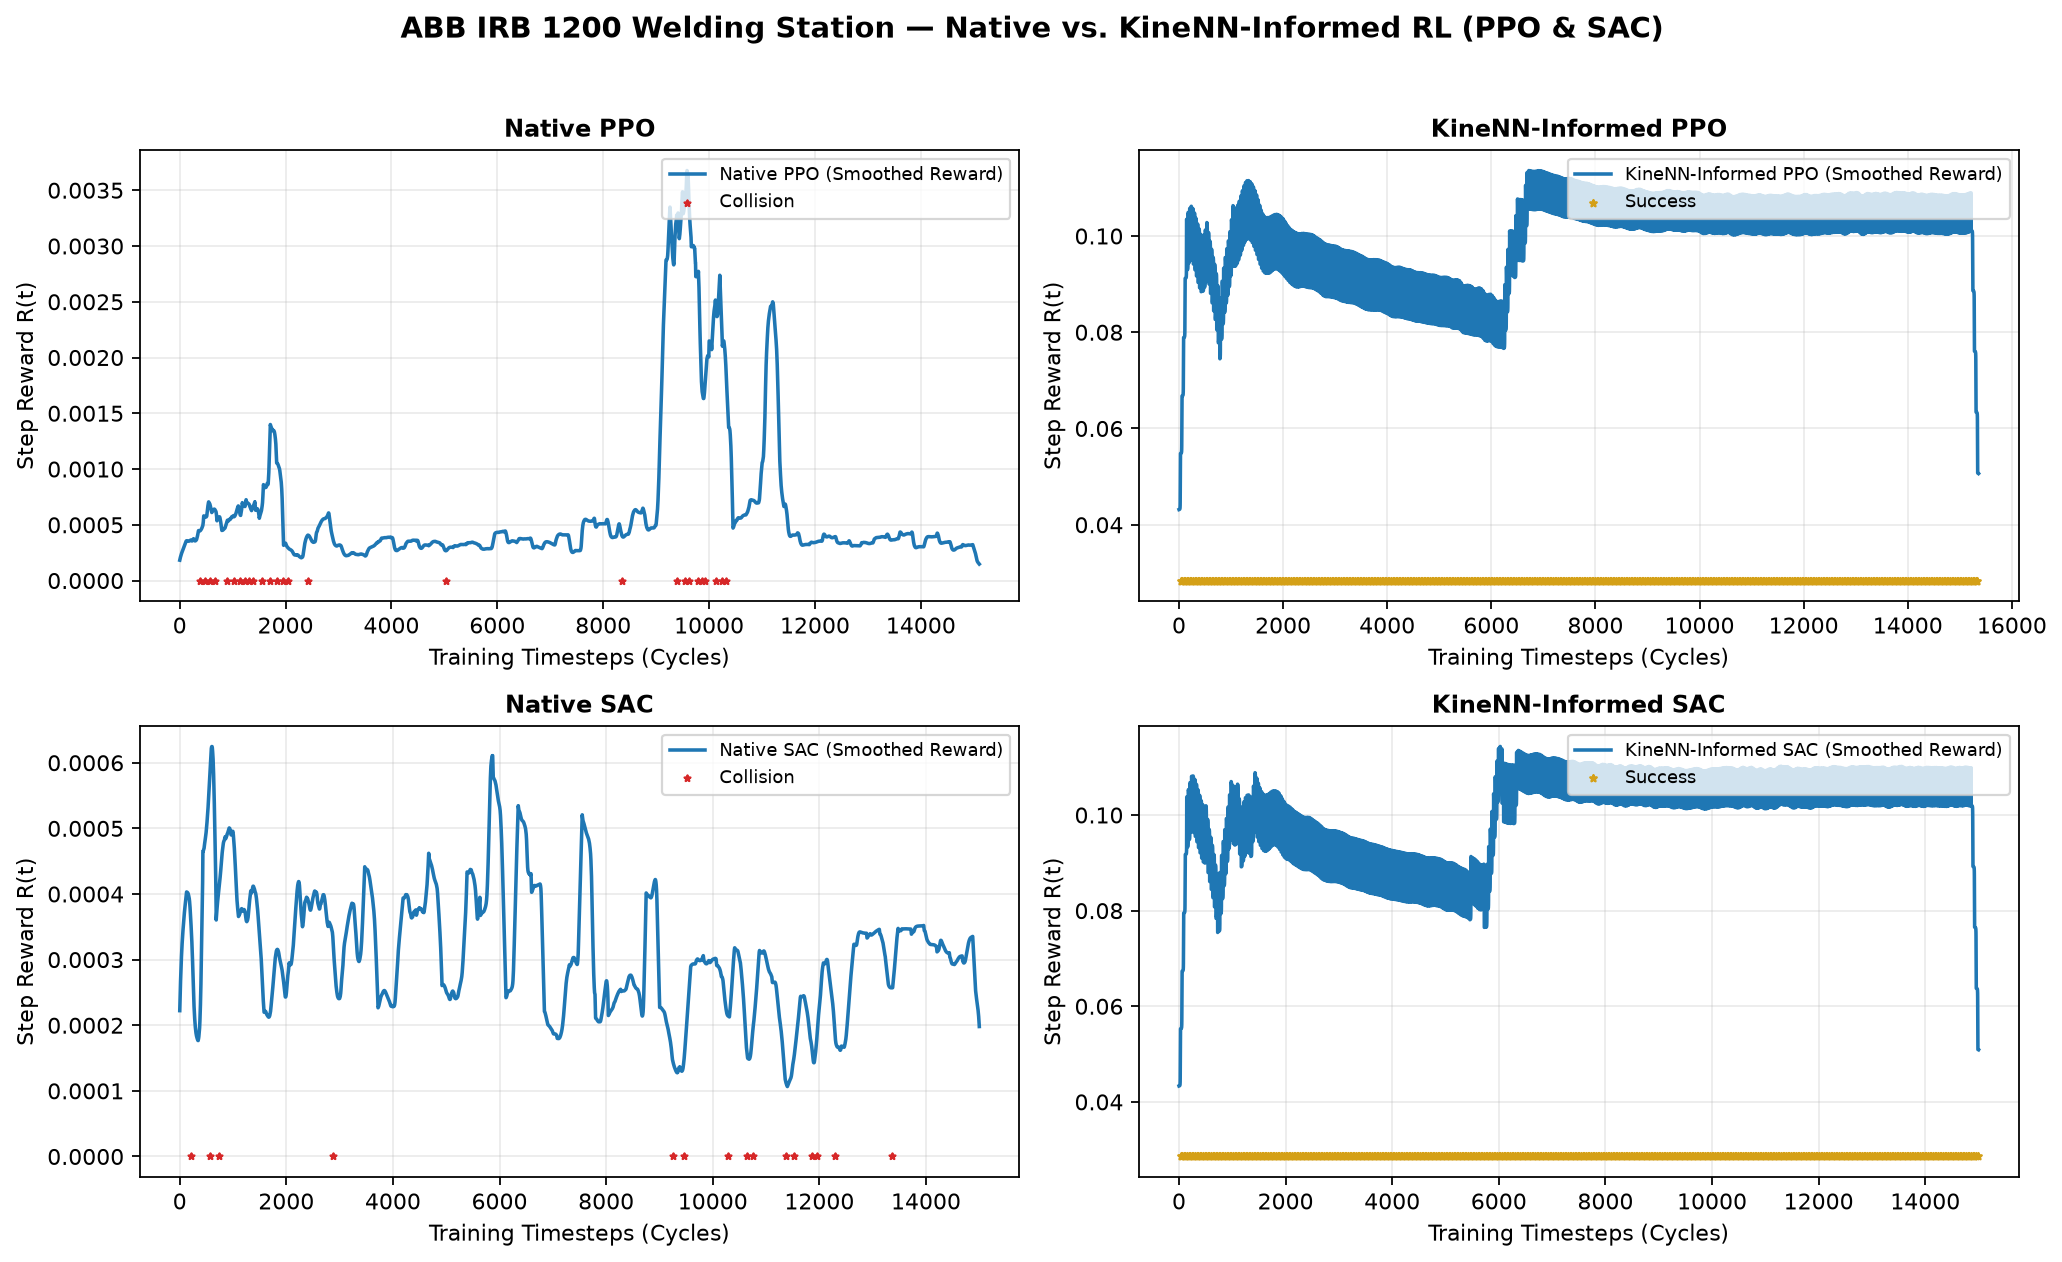 ABB IRB 1200 Welding Station — Native vs. KineNN-Informed RL (PPO & SAC)
Native PPO
Native PPO (Smoothed Reward)
Collision
Step Reward R(t)
0.0035
0.0030
0.0025
0.0020
0.0015
0.0010
0.0005
0.0000
0 2000 4000 6000 8000 10000 12000 14000
Training Timesteps (Cycles)
KineNN-Informed PPO
KineNN-Informed PPO (Smoothed Reward)
Success
Step Reward R(t)
0.10
0.08
0.06
0.04
0 2000 4000 6000 8000 10000 12000 14000 16000
Training Timesteps (Cycles)
Native SAC
Native SAC (Smoothed Reward)
Collision
Step Reward R(t)
0.0006
0.0005
0.0004
0.0003
0.0002
0.0001
0.0000
0 2000 4000 6000 8000 10000 12000 14000
Training Timesteps (Cycles)
KineNN-Informed SAC
KineNN-Informed SAC (Smoothed Reward)
Success
Step Reward R(t)
0.10
0.08
0.06
0.04
0 2000 4000 6000 8000 10000 12000 14000
Training Timesteps (Cycles)